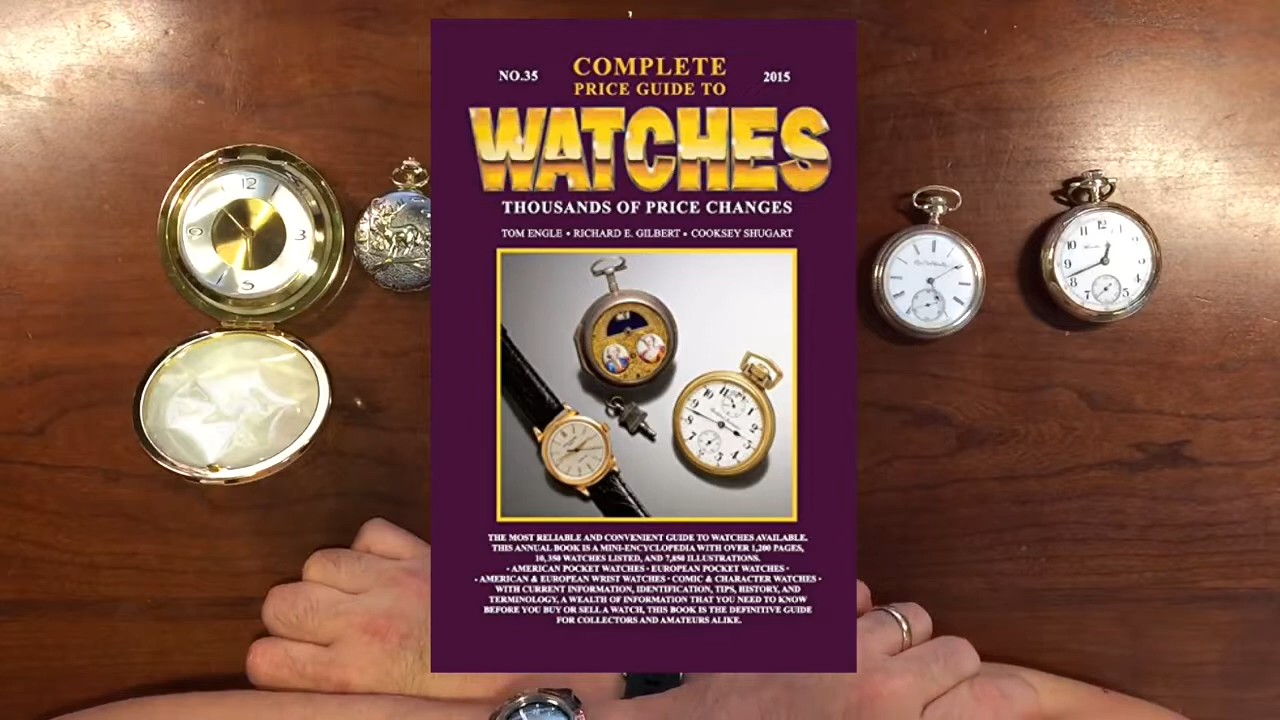 NO.35
COMPLETE
2015
PRICE GUIDE TO
WATCHES
THOUSANDS OF PRICE CHANGES
TOM ENGLE • RICHARD E. GILBERT • COOKSEY SHUGART
THE MOST RELIABLE AND CONVENIENT GUIDE TO WATCHES AVAILABLE.
THIS ANNUAL BOOK IS A MINI-ENCYCLOPEDIA WITH OVER 1,200 PAGES,
10,350 WATCHES LISTED, AND 7,850 ILLUSTRATIONS.
• AMERICAN POCKET WATCHES • EUROPEAN POCKET WATCHES •
• AMERICAN & EUROPEAN WRIST WATCHES • COMIC & CHARACTER WATCHES •
WITH CURRENT INFORMATION, IDENTIFICATION, TIPS, HISTORY, AND
TERMINOLOGY, A WEALTH OF INFORMATION THAT YOU NEED TO KNOW
BEFORE YOU BUY OR SELL A WATCH, THIS BOOK IS THE DEFINITIVE GUIDE
FOR COLLECTORS AND AMATEURS ALIKE.
12
9 3